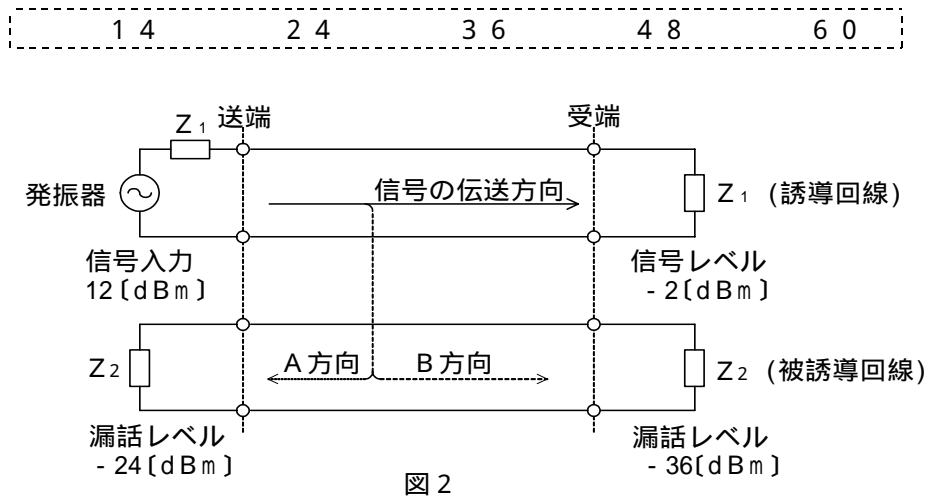 14 24 36 48 60
Z1 送端 受端
発振器 信号の伝送方向 Z1 (誘導回線)
信号入力 信号レベル
12〔dBm〕 -2〔dBm〕
Z2 A方向 B方向 Z2 (被誘導回線)
漏話レベル 漏話レベル
-24〔dBm〕 -36〔dBm〕
図2